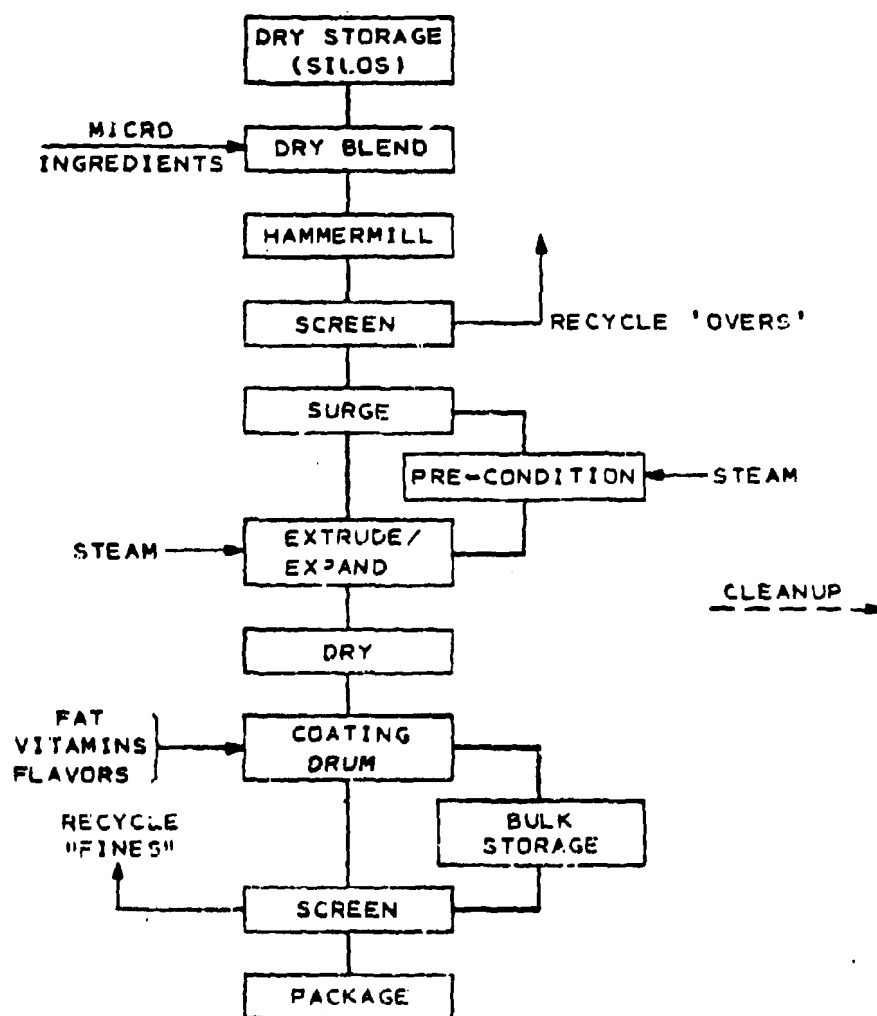 DRY STORAGE
(SILOS)
MICRO
INGREDIENTS
DRY BLEND
HAMMERMILL
SCREEN
RECYCLE 'OVERS'
SURGE
PRE-CONDITION
STEAM
STEAM
EXTRUDE/
EXPAND
CLEANUP
DRY
FAT
VITAMINS
FLAVORS
COATING
DRUM
RECYCLE
"FINES"
BULK
STORAGE
SCREEN
PACKAGE